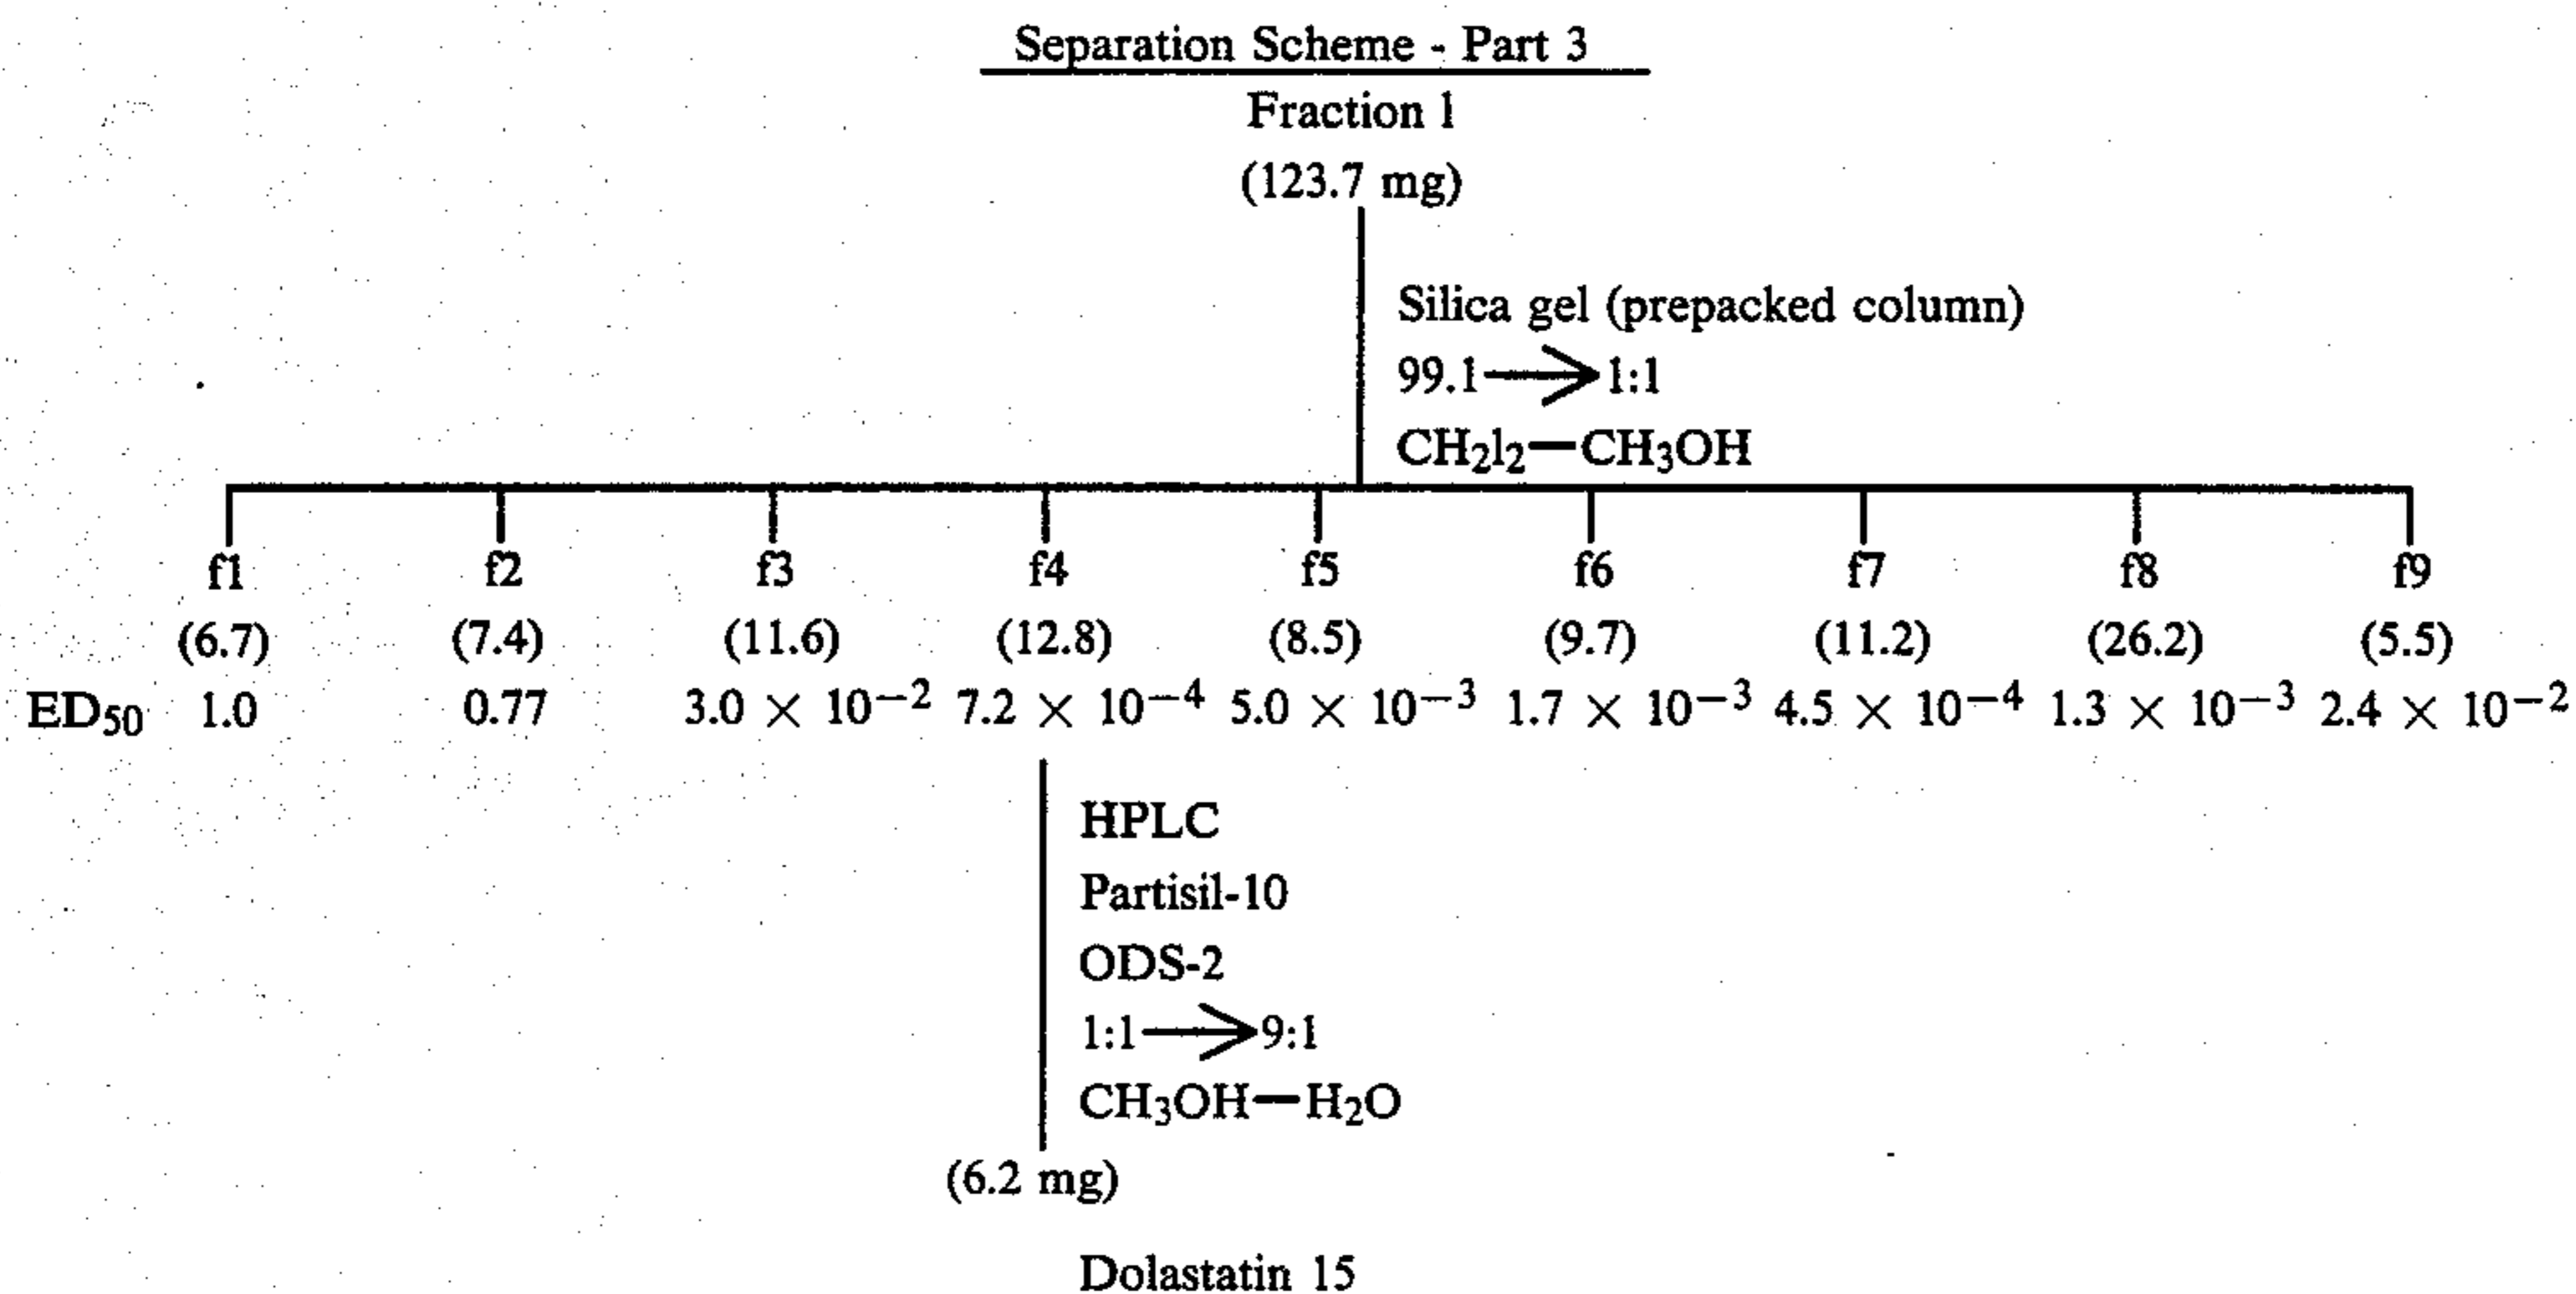 Separation Scheme - Part 3
Fraction 1
(123.7 mg)
Silica gel (prepacked column)
99.1→1:1
CH2l2—CH3OH
f1 f2 f3 f4 f5 f6 f7 f8 f9
(6.7) (7.4) (11.6) (12.8) (8.5) (9.7) (11.2) (26.2) (5.5)
ED50 1.0 0.77 3.0 × 10−2 7.2 × 10−4 5.0 × 10−3 1.7 × 10−3 4.5 × 10−4 1.3 × 10−3 2.4 × 10−2
HPLC
Partisil-10
ODS-2
1:1→9:1
CH3OH—H2O
(6.2 mg)
Dolastatin 15